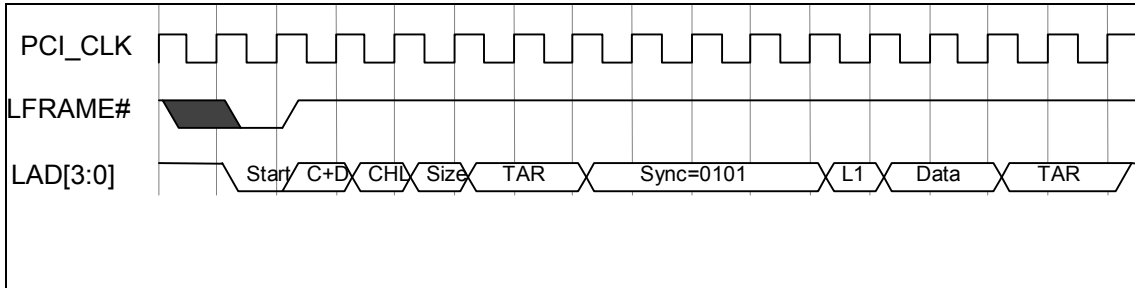 PCI_CLK
LFRAME#
LAD[3:0] Start C+D CHL Size TAR Sync=0101 L1 Data TAR